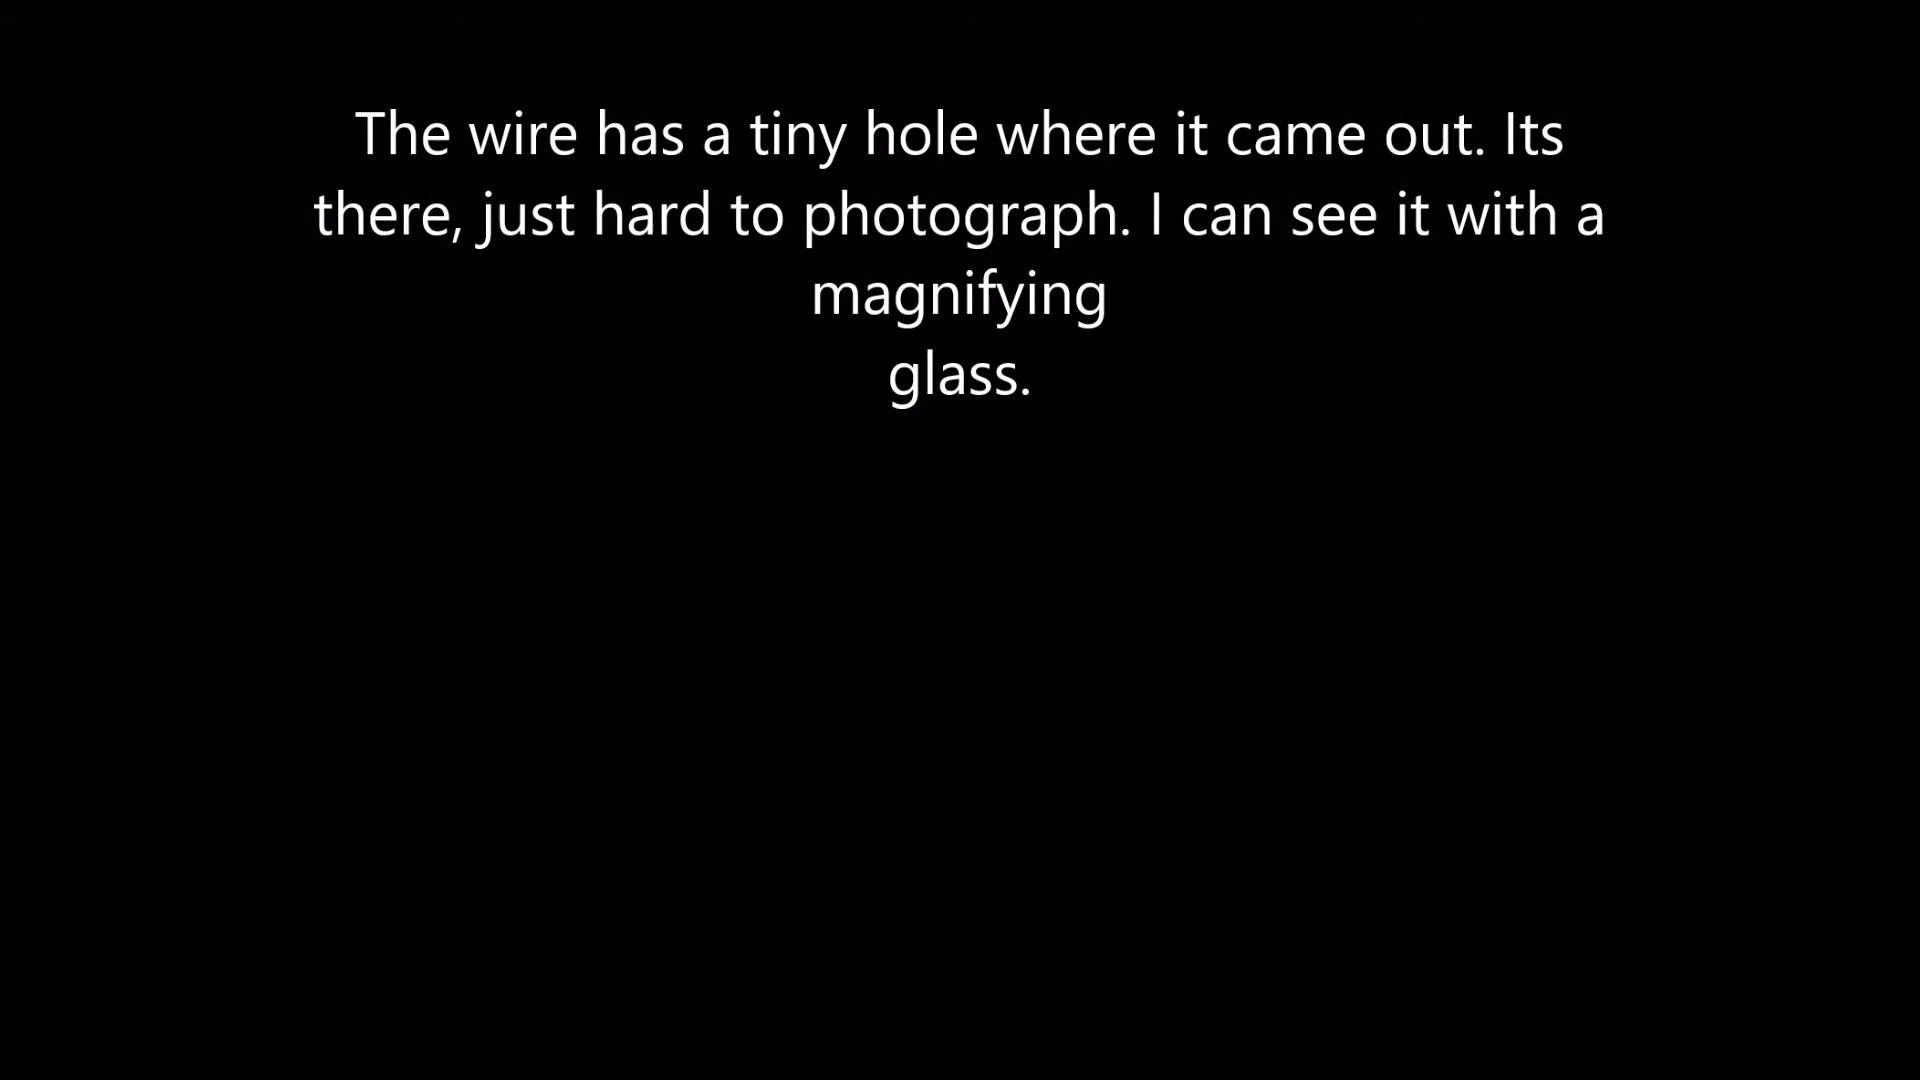 The wire has a tiny hole where it came out. Its
there, just hard to photograph. I can see it with a
magnifying
glass.